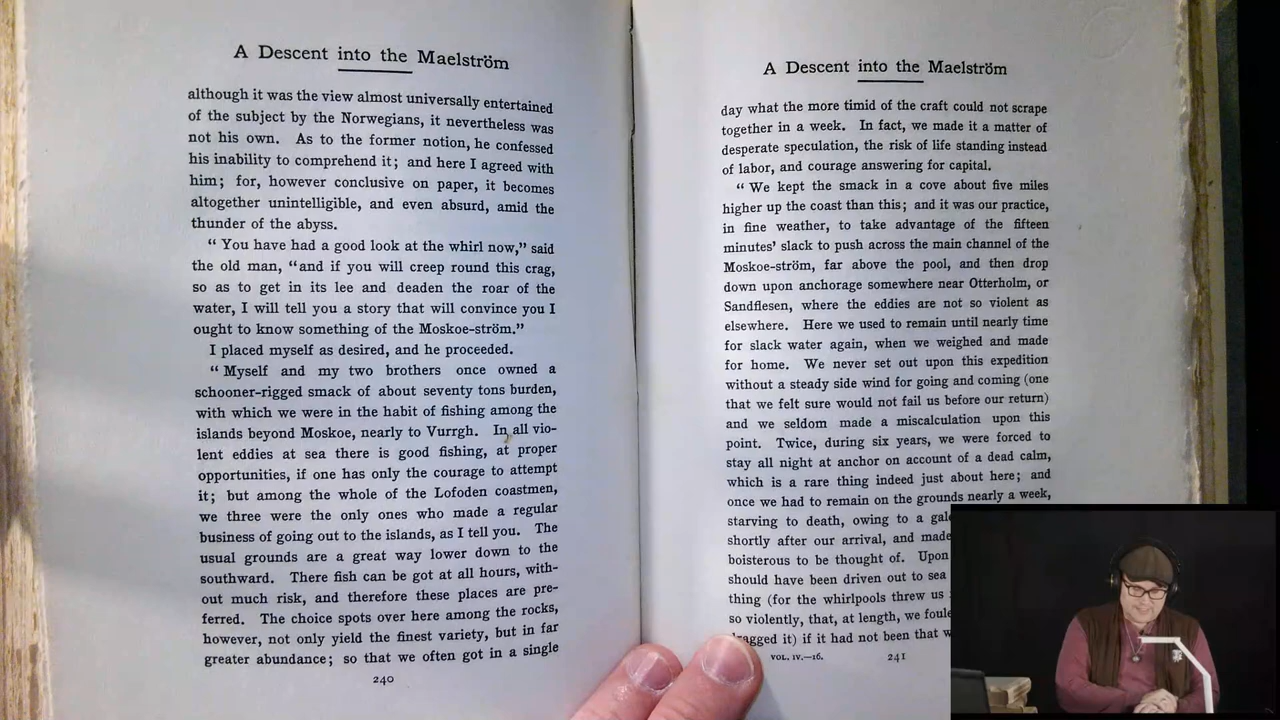 A Descent into the Maelström
although it was the view almost universally entertained
of the subject by the Norwegians, it nevertheless was
not his own. As to the former notion, he confessed
his inability to comprehend it; and here I agreed with
him; for, however conclusive on paper, it becomes
altogether unintelligible, and even absurd, amid the
thunder of the abyss.
“ You have had a good look at the whirl now,” said
the old man, “and if you will creep round this crag,
so as to get in its lee and deaden the roar of the
water, I will tell you a story that will convince you I
ought to know something of the Moskoe-ström.”
I placed myself as desired, and he proceeded.
“ Myself and my two brothers once owned a
schooner-rigged smack of about seventy tons burden,
with which we were in the habit of fishing among the
islands beyond Moskoe, nearly to Vurrgh. In all vio-
lent eddies at sea there is good fishing, at proper
opportunities, if one has only the courage to attempt
it; but among the whole of the Lofoden coastmen,
we three were the only ones who made a regular
business of going out to the islands, as I tell you. The
usual grounds are a great way lower down to the
southward. There fish can be got at all hours, with-
out much risk, and therefore these places are pre-
ferred. The choice spots over here among the rocks,
however, not only yield the finest variety, but in far
greater abundance; so that we often got in a single
240
A Descent into the Maelström
day what the more timid of the craft could not scrape
together in a week. In fact, we made it a matter of
desperate speculation, the risk of life standing instead
of labor, and courage answering for capital.
“ We kept the smack in a cove about five miles
higher up the coast than this; and it was our practice,
in fine weather, to take advantage of the fifteen
minutes’ slack to push across the main channel of the
Moskoe-ström, far above the pool, and then drop
down upon anchorage somewhere near Otterholm, or
Sandflesen, where the eddies are not so violent as
elsewhere. Here we used to remain until nearly time
for slack water again, when we weighed and made
for home. We never set out upon this expedition
without a steady side wind for going and coming (one
that we felt sure would not fail us before our return)
and we seldom made a miscalculation upon this
point. Twice, during six years, we were forced to
stay all night at anchor on account of a dead calm,
which is a rare thing indeed just about here; and
once we had to remain on the grounds nearly a week,
starving to death, owing to a
shortly after our arrival, and made
boisterous to be thought of. Upon
should have been driven out to sea
thing (for the whirlpools threw us
so violently, that, at length, we
it) if it had not been that
VOL. IV.—16.
241